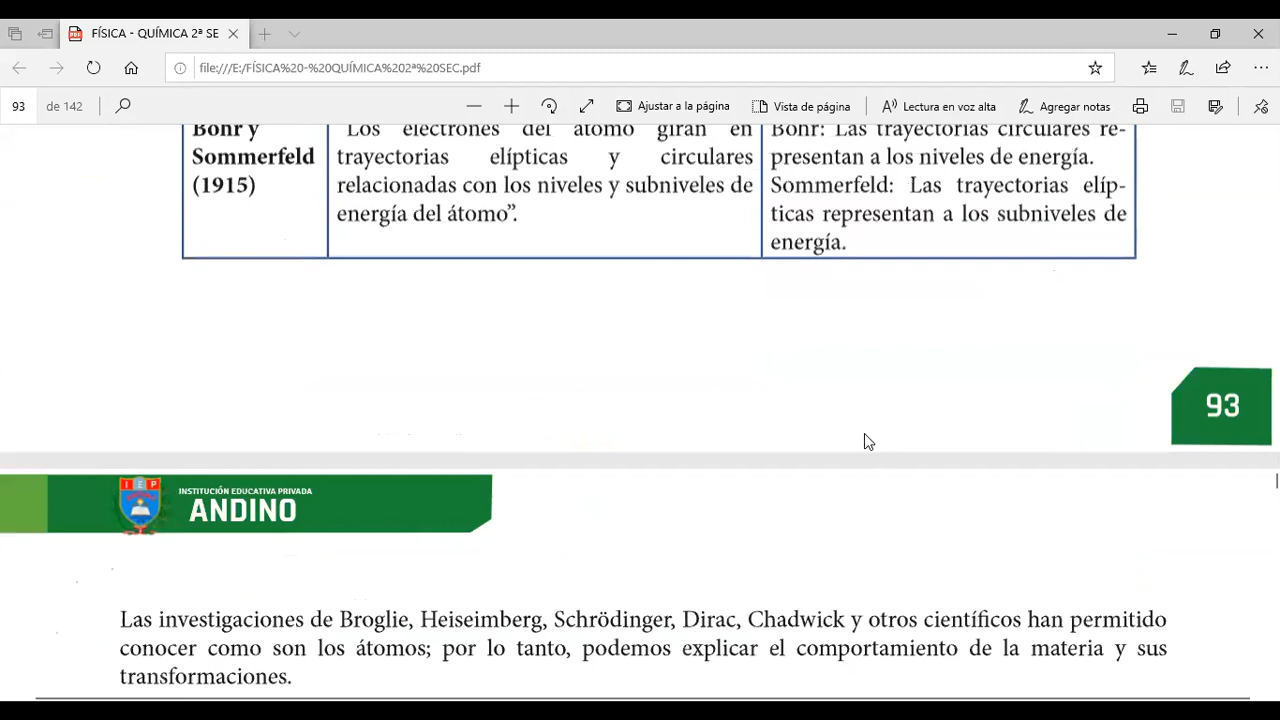 FÍSICA - QUÍMICA 2ª SE
file:///E:/FÍSICA%20-%20QUÍMICA%202ª%20SEC.pdf
93 de 142
Ajustar a la página
Vista de página
Lectura en voz alta
Agregar notas
Bohr y
Sommerfeld
(1915)
"Los electrones del átomo giran en
trayectorias elípticas y circulares
relacionadas con los niveles y subniveles de
energía del átomo”.
Bohr: Las trayectorias circulares re-
presentan a los niveles de energía.
Sommerfeld: Las trayectorias elíp-
ticas representan a los subniveles de
energía.
93
IEP
INSTITUCIÓN EDUCATIVA PRIVADA
ANDINO
Las investigaciones de Broglie, Heiseimberg, Schrödinger, Dirac, Chadwick y otros científicos han permitido
conocer como son los átomos; por lo tanto, podemos explicar el comportamiento de la materia y sus
transformaciones.